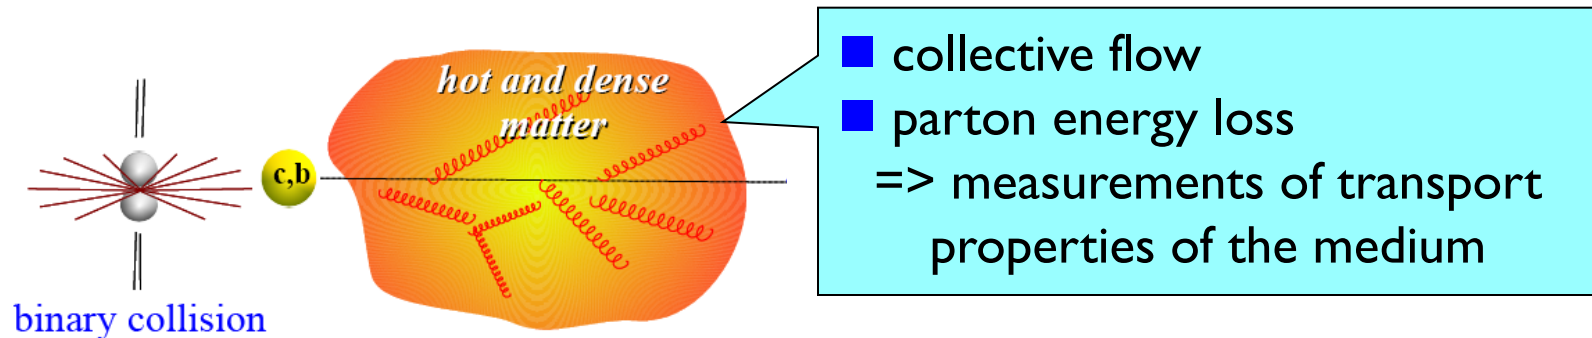 binary collision
c,b
hot and dense
matter
■ collective flow
■ parton energy loss
=> measurements of transport
properties of the medium